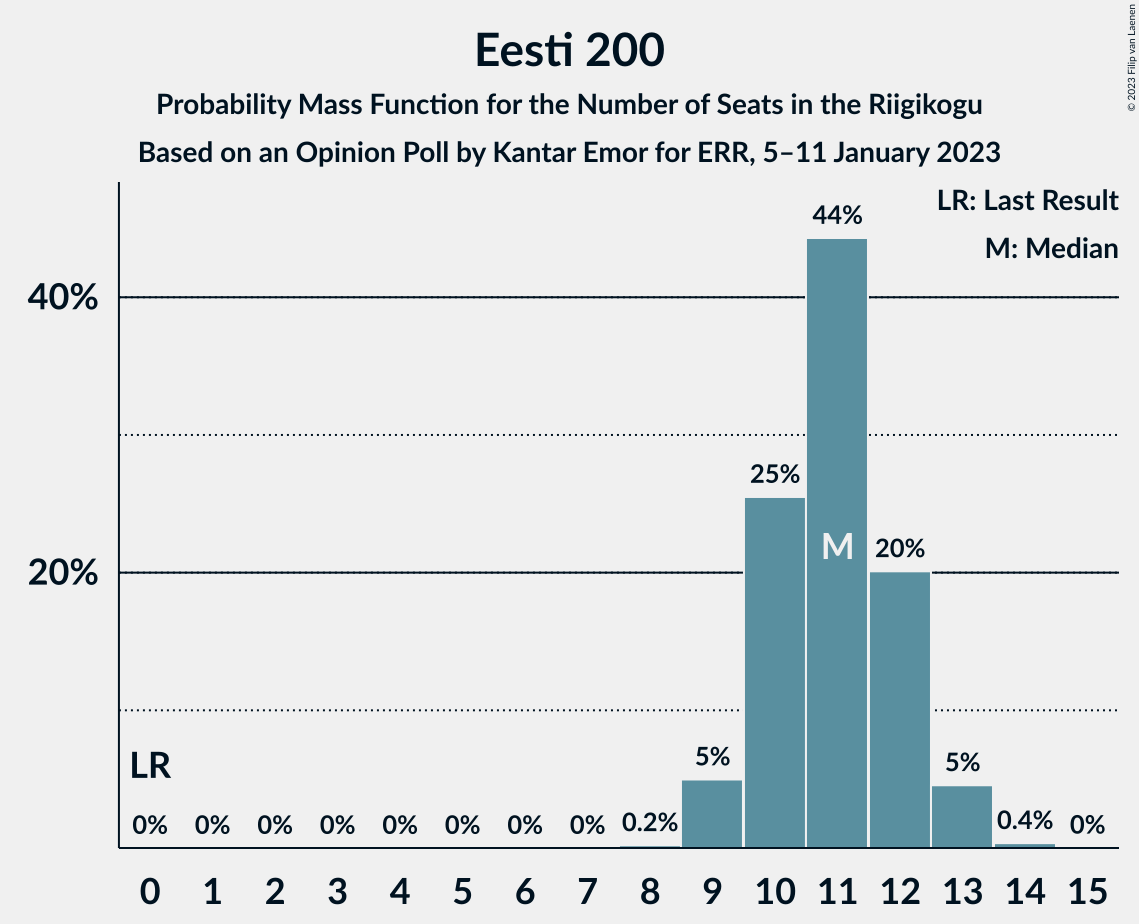 Eesti 200
Probability Mass Function for the Number of Seats in the Riigikogu
Based on an Opinion Poll by Kantar Emor for ERR, 5–11 January 2023
© 2023 Filip van Laenen
LR: Last Result
M: Median
44%
40%
25%
M
20%
20%
LR
5%
5%
0% 0% 0% 0% 0% 0% 0% 0% 0.2% 0.4% 0%
0 1 2 3 4 5 6 7 8 9 10 11 12 13 14 15